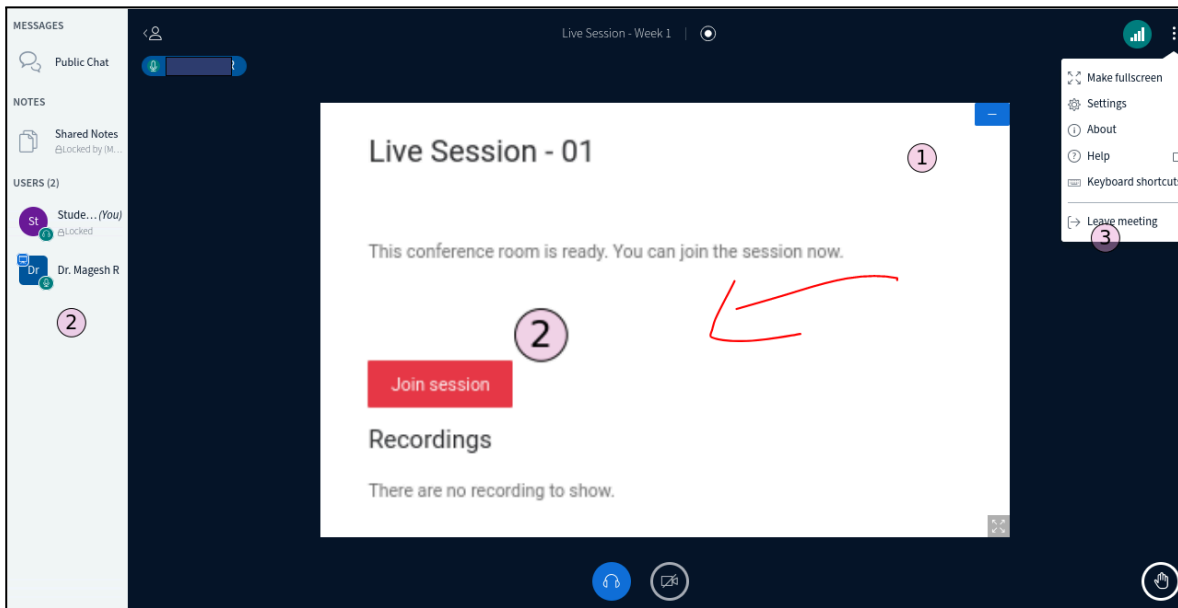 MESSAGES
Public Chat
NOTES
Shared Notes
Locked by (M...
USERS (2)
St
Stude... (You)
Locked
Dr
Dr. Magesh R
2
Live Session - Week 1
Live Session - 01
1
This conference room is ready. You can join the session now.
2
Join session
Recordings
There are no recording to show.
Make fullscreen
Settings
About
Help
Keyboard shortcuts
Leave meeting
3